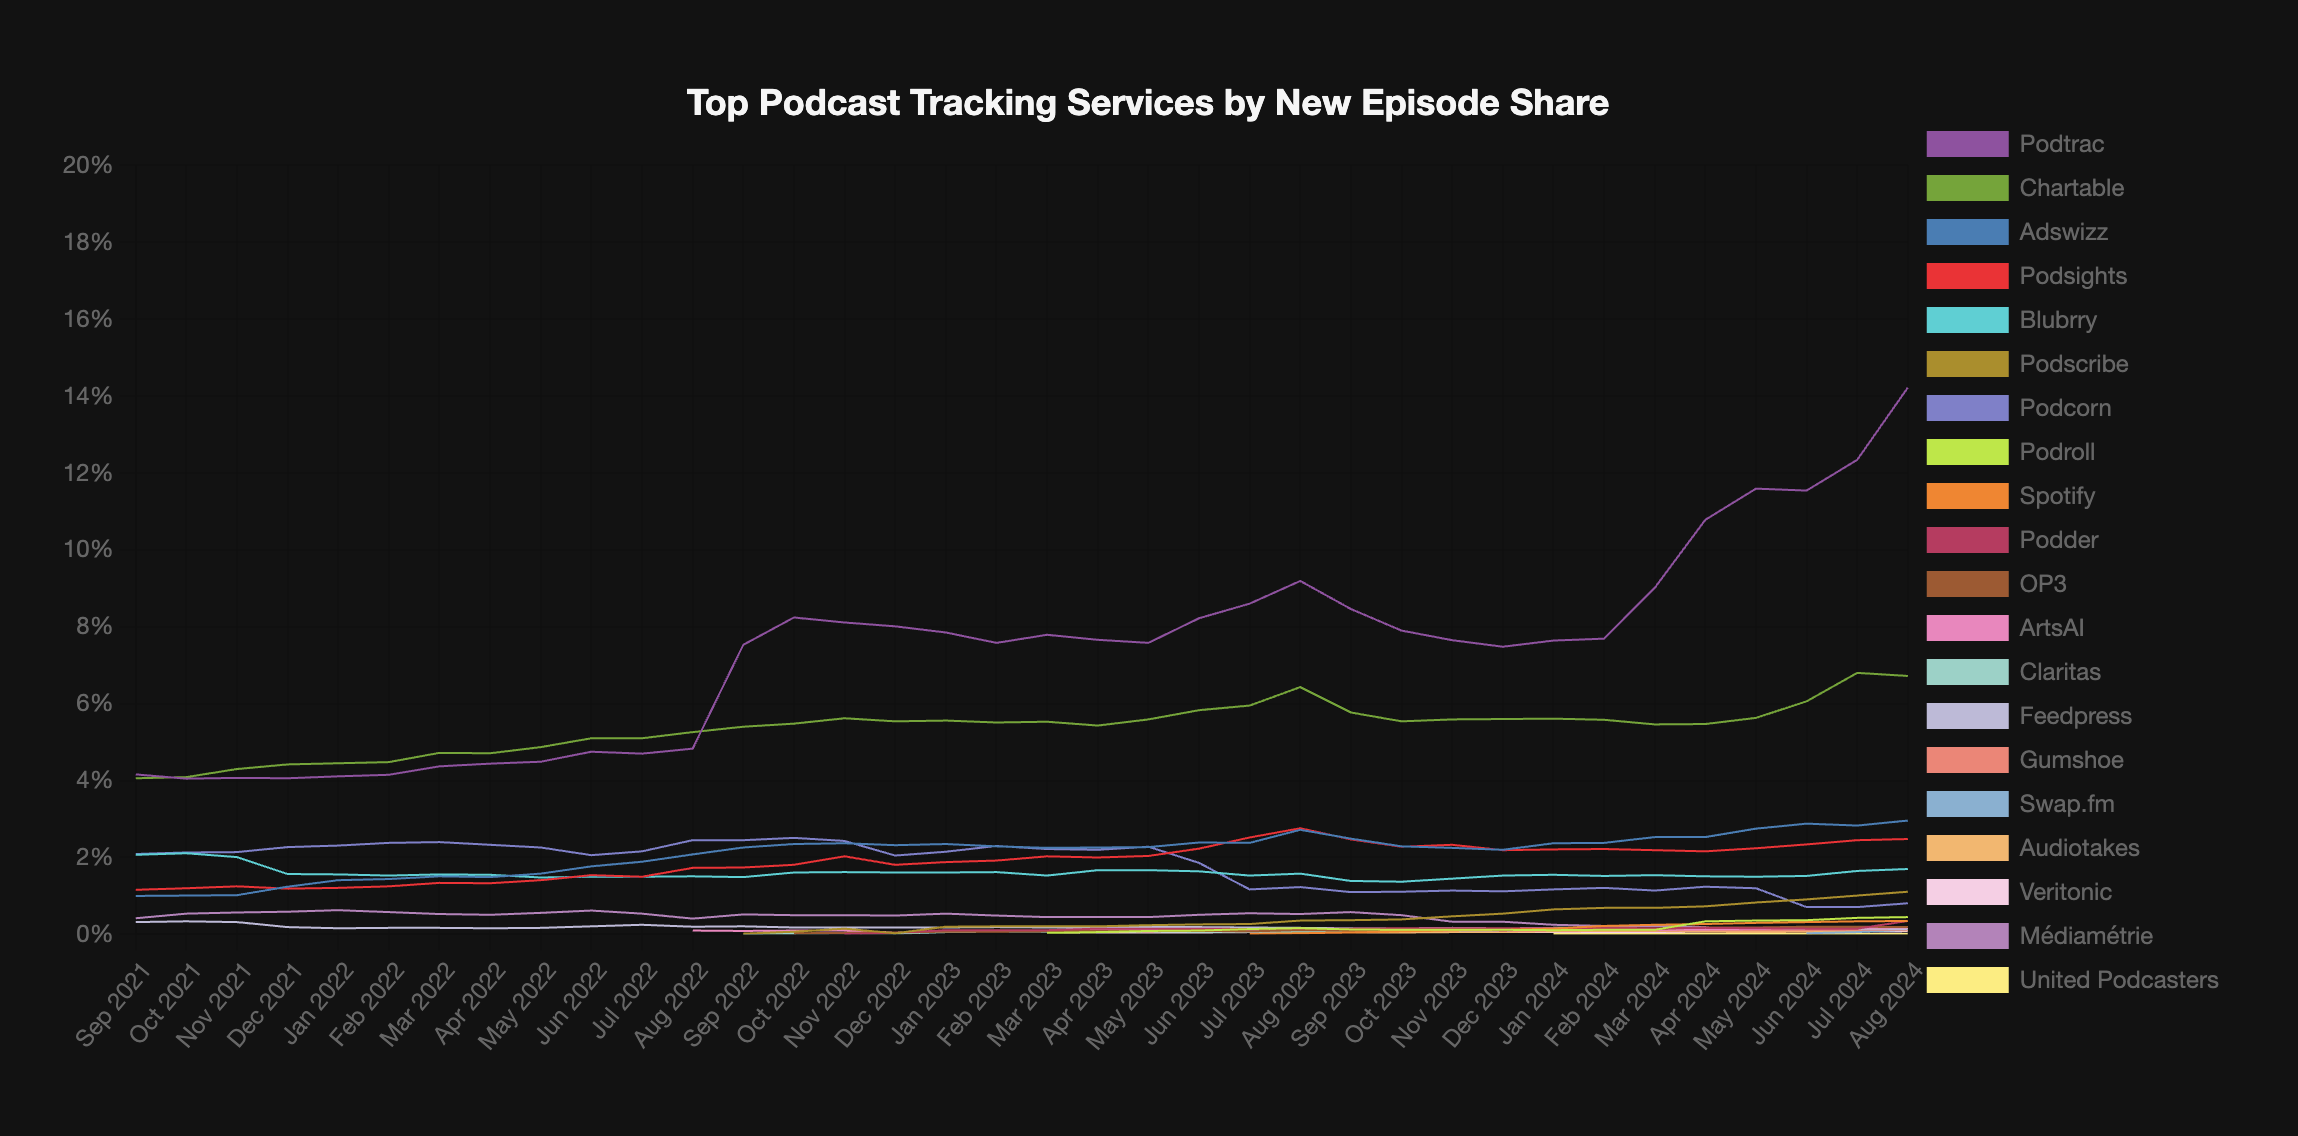 Top Podcast Tracking Services by New Episode Share
20%
18%
16%
14%
12%
10%
8%
6%
4%
2%
0%
Sep 2021
Oct 2021
Nov 2021
Dec 2021
Jan 2022
Feb 2022
Mar 2022
Apr 2022
May 2022
Jun 2022
Jul 2022
Aug 2022
Sep 2022
Oct 2022
Nov 2022
Dec 2022
Jan 2023
Feb 2023
Mar 2023
Apr 2023
May 2023
Jun 2023
Jul 2023
Aug 2023
Sep 2023
Oct 2023
Nov 2023
Dec 2023
Jan 2024
Feb 2024
Mar 2024
Apr 2024
May 2024
Jun 2024
Jul 2024
Aug 2024
Podtrac
Chartable
Adswizz
Podsights
Blubrry
Podscribe
Podcorn
Podroll
Spotify
Podder
OP3
ArtsAI
Claritas
Feedpress
Gumshoe
Swap.fm
Audiotakes
Veritonic
Médiamétrie
United Podcasters